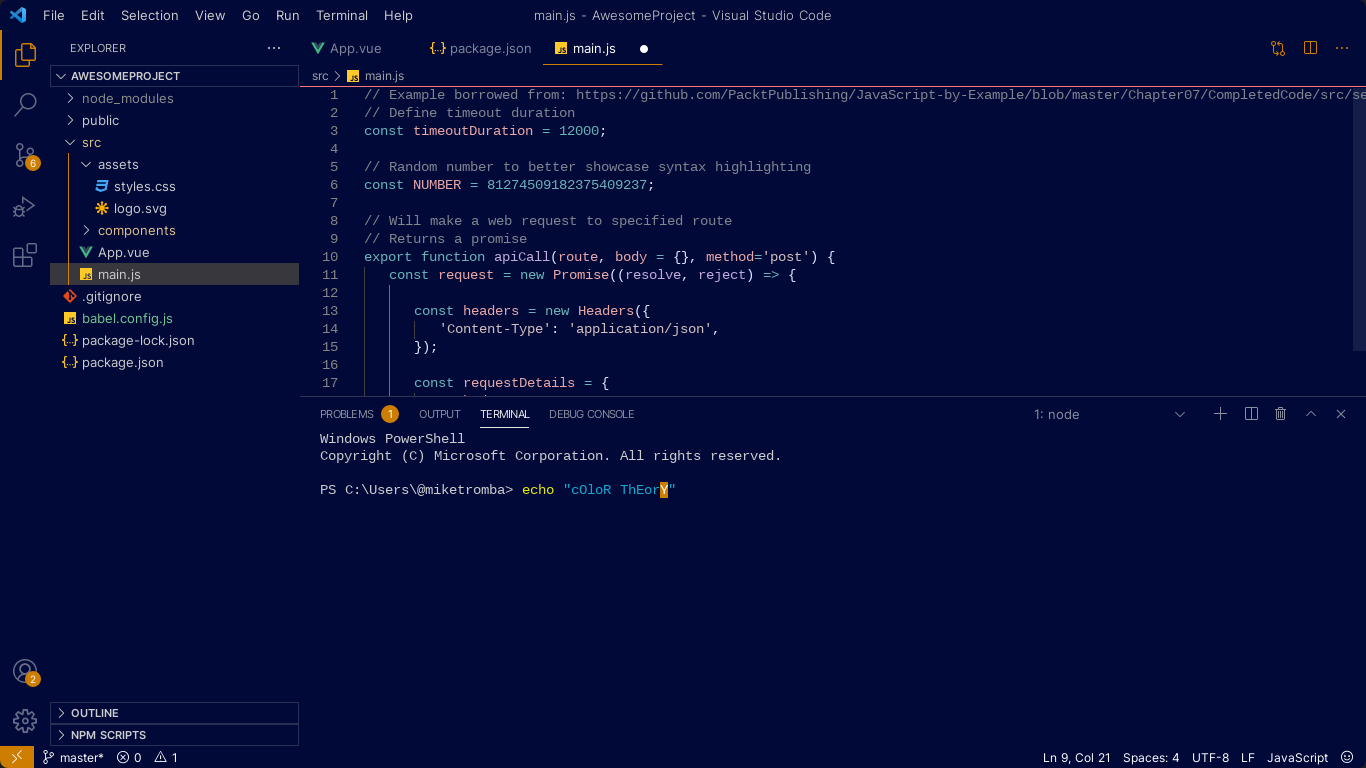 File Edit Selection View Go Run Terminal Help
main.js - AwesomeProject - Visual Studio Code
EXPLORER
AWESOMEPROJECT
node_modules
public
src
assets
styles.css
logo.svg
components
App.vue
main.js
.gitignore
babel.config.js
package-lock.json
package.json
OUTLINE
NPM SCRIPTS
6
2
App.vue {..} package.json JS main.js
src > JS main.js
1 // Example borrowed from: https://github.com/PacktPublishing/JavaScript-by-Example/blob/master/Chapter07/CompletedCode/src/se
2 // Define timeout duration
3 const timeoutDuration = 12000;
4
5 // Random number to better showcase syntax highlighting
6 const NUMBER = 81274509182375409237;
7
8 // Will make a web request to specified route
9 // Returns a promise
10 export function apiCall(route, body = {}, method='post') {
11 const request = new Promise((resolve, reject) => {
12
13 const headers = new Headers({
14 'Content-Type': 'application/json',
15 });
16
17 const requestDetails = {
PROBLEMS 1 OUTPUT TERMINAL DEBUG CONSOLE 1: node
Windows PowerShell
Copyright (C) Microsoft Corporation. All rights reserved.
PS C:\Users\@miketromba> echo "cOloR ThEorY"
master* 0 1 Ln 9, Col 21 Spaces: 4 UTF-8 LF JavaScript